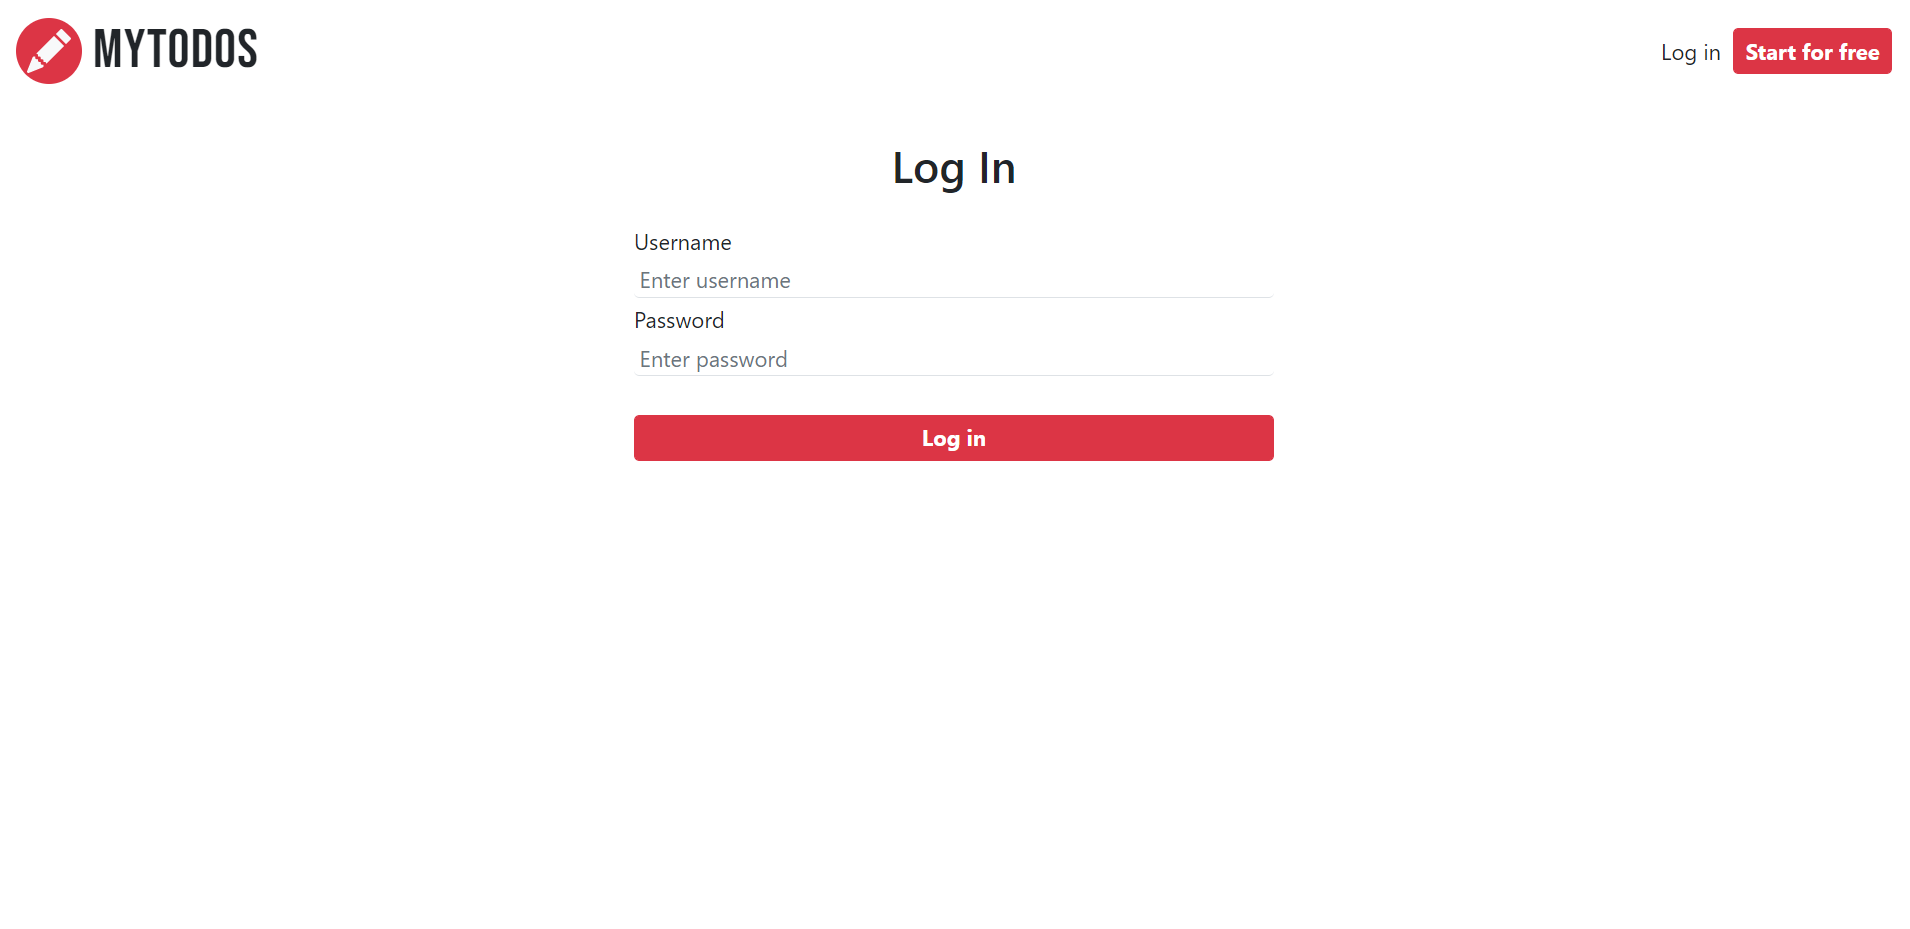 MYTODOS
Log in
Start for free
Log In
Username
Enter username
Password
Enter password
Log in